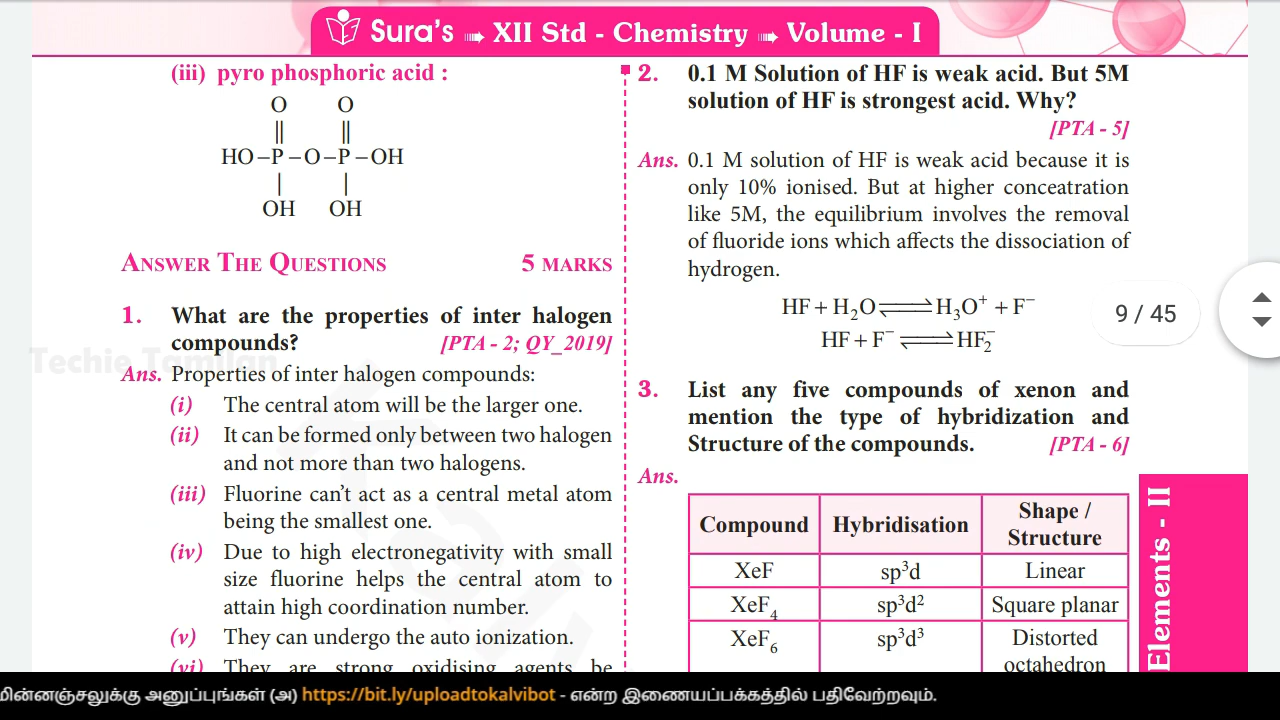 Sura's ➠ XII Std - Chemistry ➠ Volume - I
(iii) pyro phosphoric acid :
O O
|| ||
HO – P – O – P – OH
| |
OH OH
ANSWER THE QUESTIONS 5 MARKS
1. What are the properties of inter halogen
compounds? [PTA - 2; QY_2019]
Ans. Properties of inter halogen compounds:
(i) The central atom will be the larger one.
(ii) It can be formed only between two halogen
and not more than two halogens.
(iii) Fluorine can't act as a central metal atom
being the smallest one.
(iv) Due to high electronegativity with small
size fluorine helps the central atom to
attain high coordination number.
(v) They can undergo the auto ionization.
(vi) They are strong oxidising agents be
Techie Tamilan
2. 0.1 M Solution of HF is weak acid. But 5M
solution of HF is strongest acid. Why?
[PTA - 5]
Ans. 0.1 M solution of HF is weak acid because it is
only 10% ionised. But at higher conceatration
like 5M, the equilibrium involves the removal
of fluoride ions which affects the dissociation of
hydrogen.
HF + H₂O ⇌ H₃O⁺ + F⁻
HF + F⁻ ⇌ HF₂⁻
9 / 45
3. List any five compounds of xenon and
mention the type of hybridization and
Structure of the compounds. [PTA - 6]
Ans.
Compound Hybridisation Shape /
Structure
XeF sp³d Linear
XeF₄ sp³d² Square planar
XeF₆ sp³d³ Distorted
octahedron
Elements - II
மின்னஞ்சலுக்கு அனுப்புங்கள் (அ) https://bit.ly/uploadtokalvibot - என்ற இணையப்பக்கத்தில் பதிவேற்றவும்.